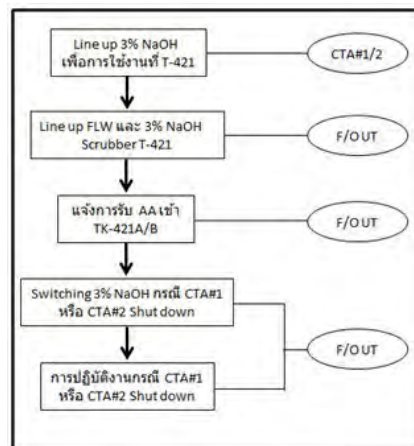 Line up 3% NaOH
เพื่อการใช้งานที่ T-421
CTA#1/2
Line up FLW และ 3% NaOH
Scrubber T-421
F/OUT
แจ้งการรับ AA เข้า
TK-421A/B
F/OUT
Switching 3% NaOH กรณี CTA#1
หรือ CTA#2 Shut down
F/OUT
การปฏิบัติงานกรณี CTA#1
หรือ CTA#2 Shut down